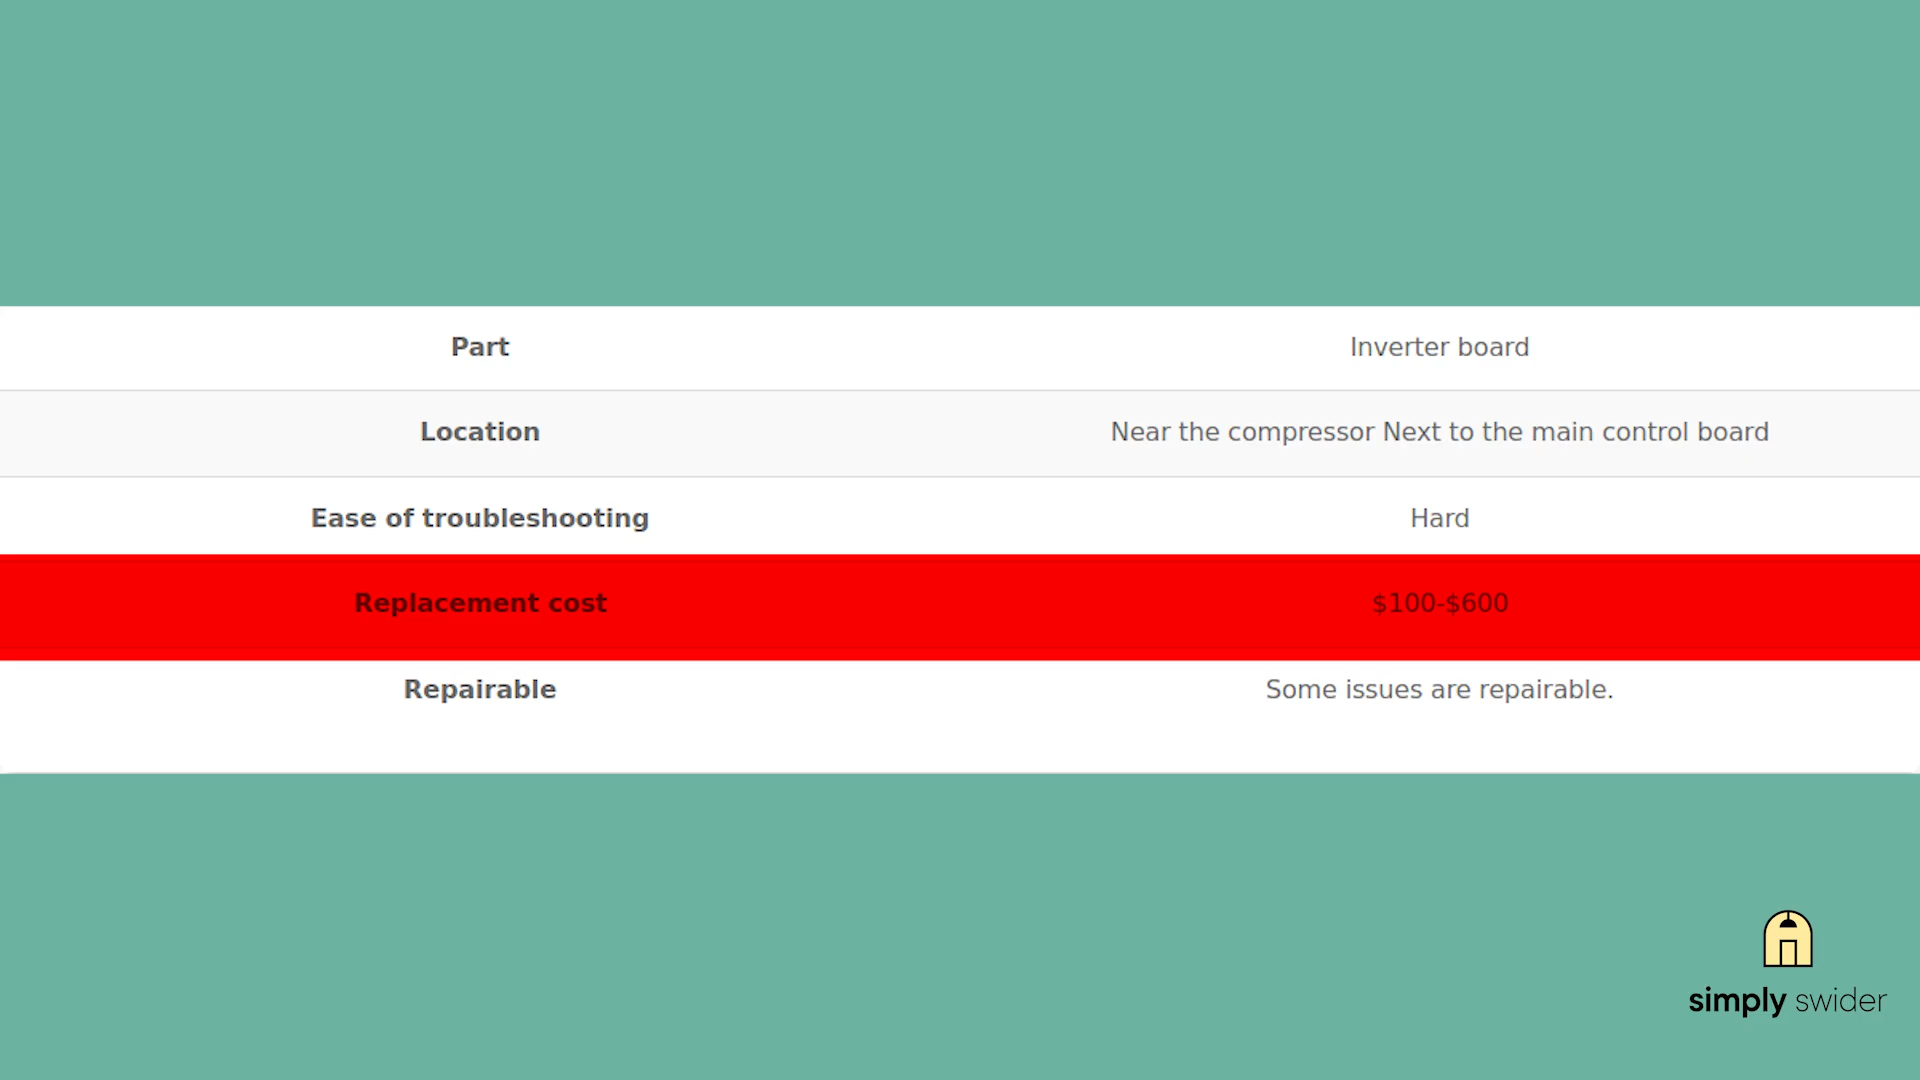 Part Inverter board
Location Near the compressor Next to the main control board
Ease of troubleshooting Hard
Replacement cost $100-$600
Repairable Some issues are repairable.
simply swider